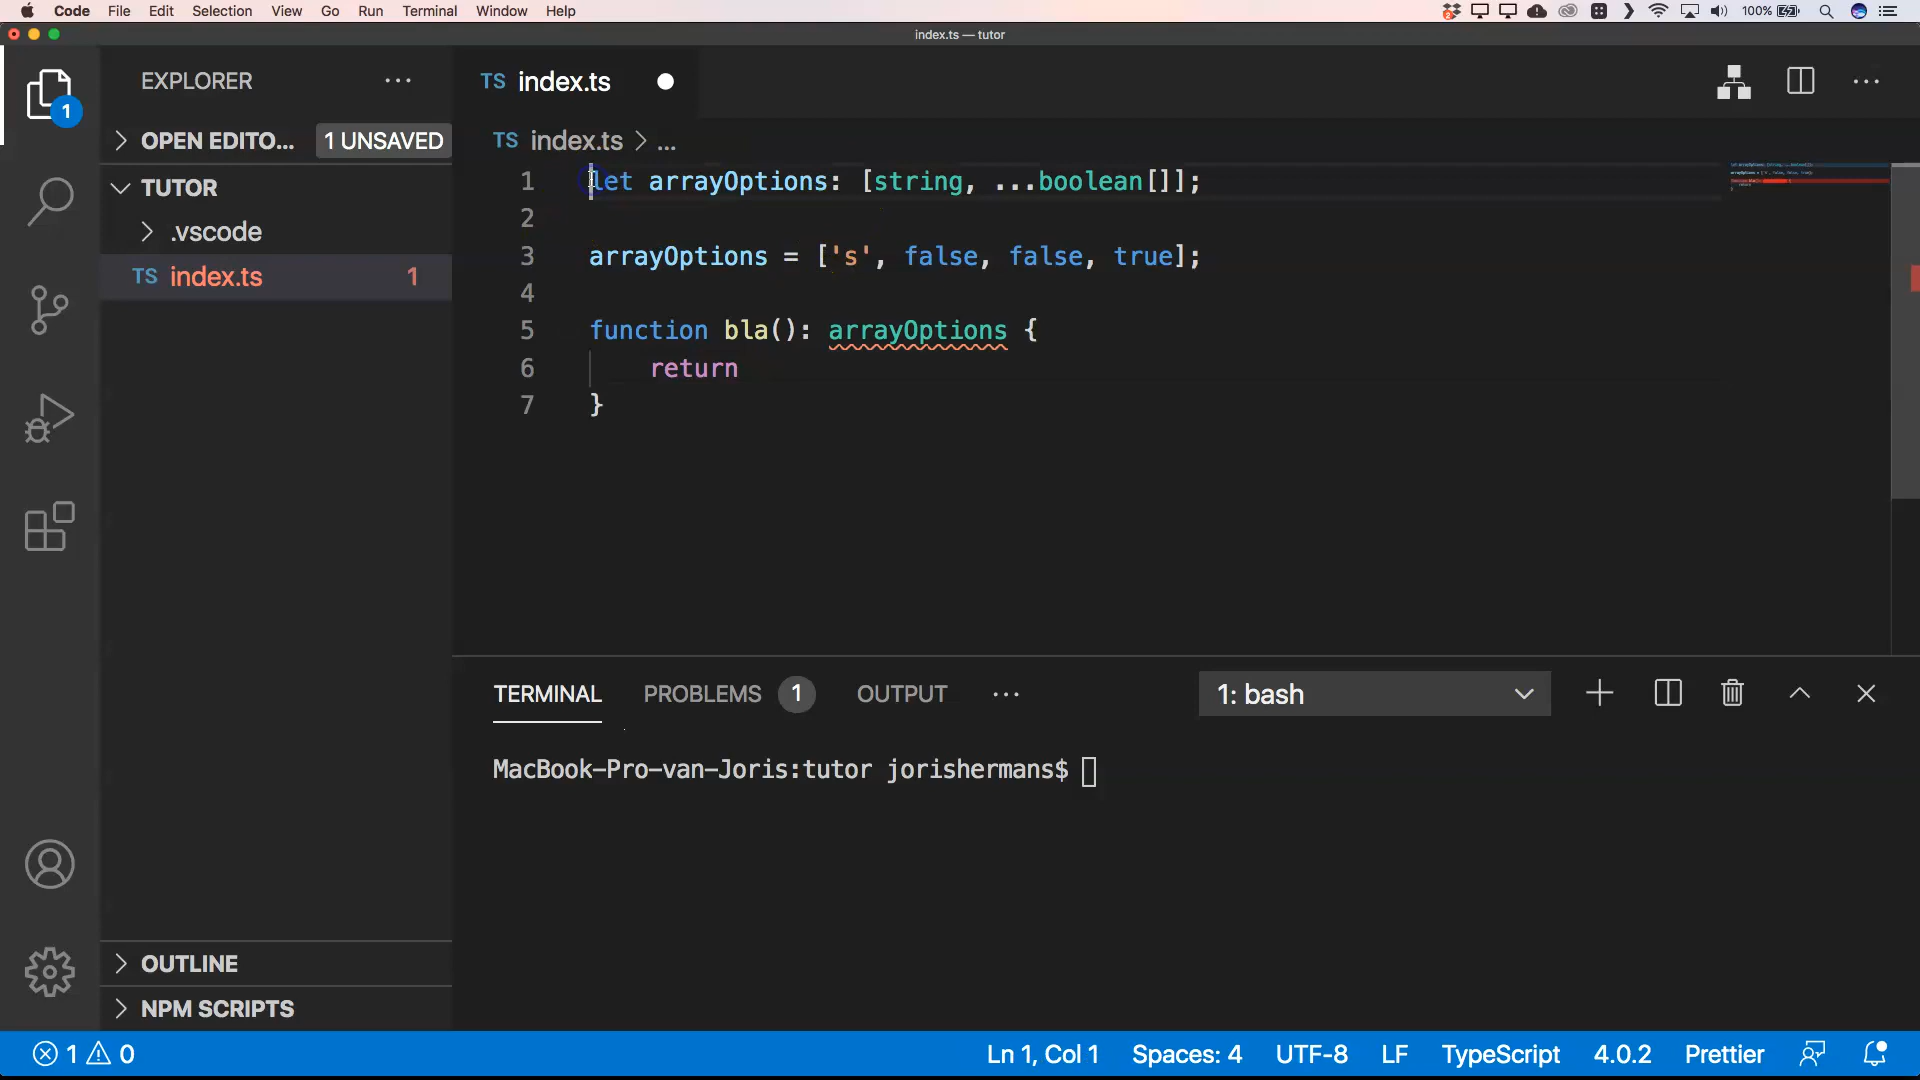 Code File Edit Selection View Go Run Terminal Window Help 100%
index.ts — tutor
EXPLORER
TS index.ts
1
OPEN EDITO... 1 UNSAVED
TS index.ts > ...
TUTOR
.vscode
TS index.ts 1
1 let arrayOptions: [string, ...boolean[]];
2
3 arrayOptions = ['s', false, false, true];
4
5 function bla(): arrayOptions {
6 return
7 }
TERMINAL PROBLEMS 1 OUTPUT ... 1: bash
MacBook-Pro-van-Joris:tutor jorishermans$
OUTLINE
NPM SCRIPTS
1 0 Ln 1, Col 1 Spaces: 4 UTF-8 LF TypeScript 4.0.2 Prettier